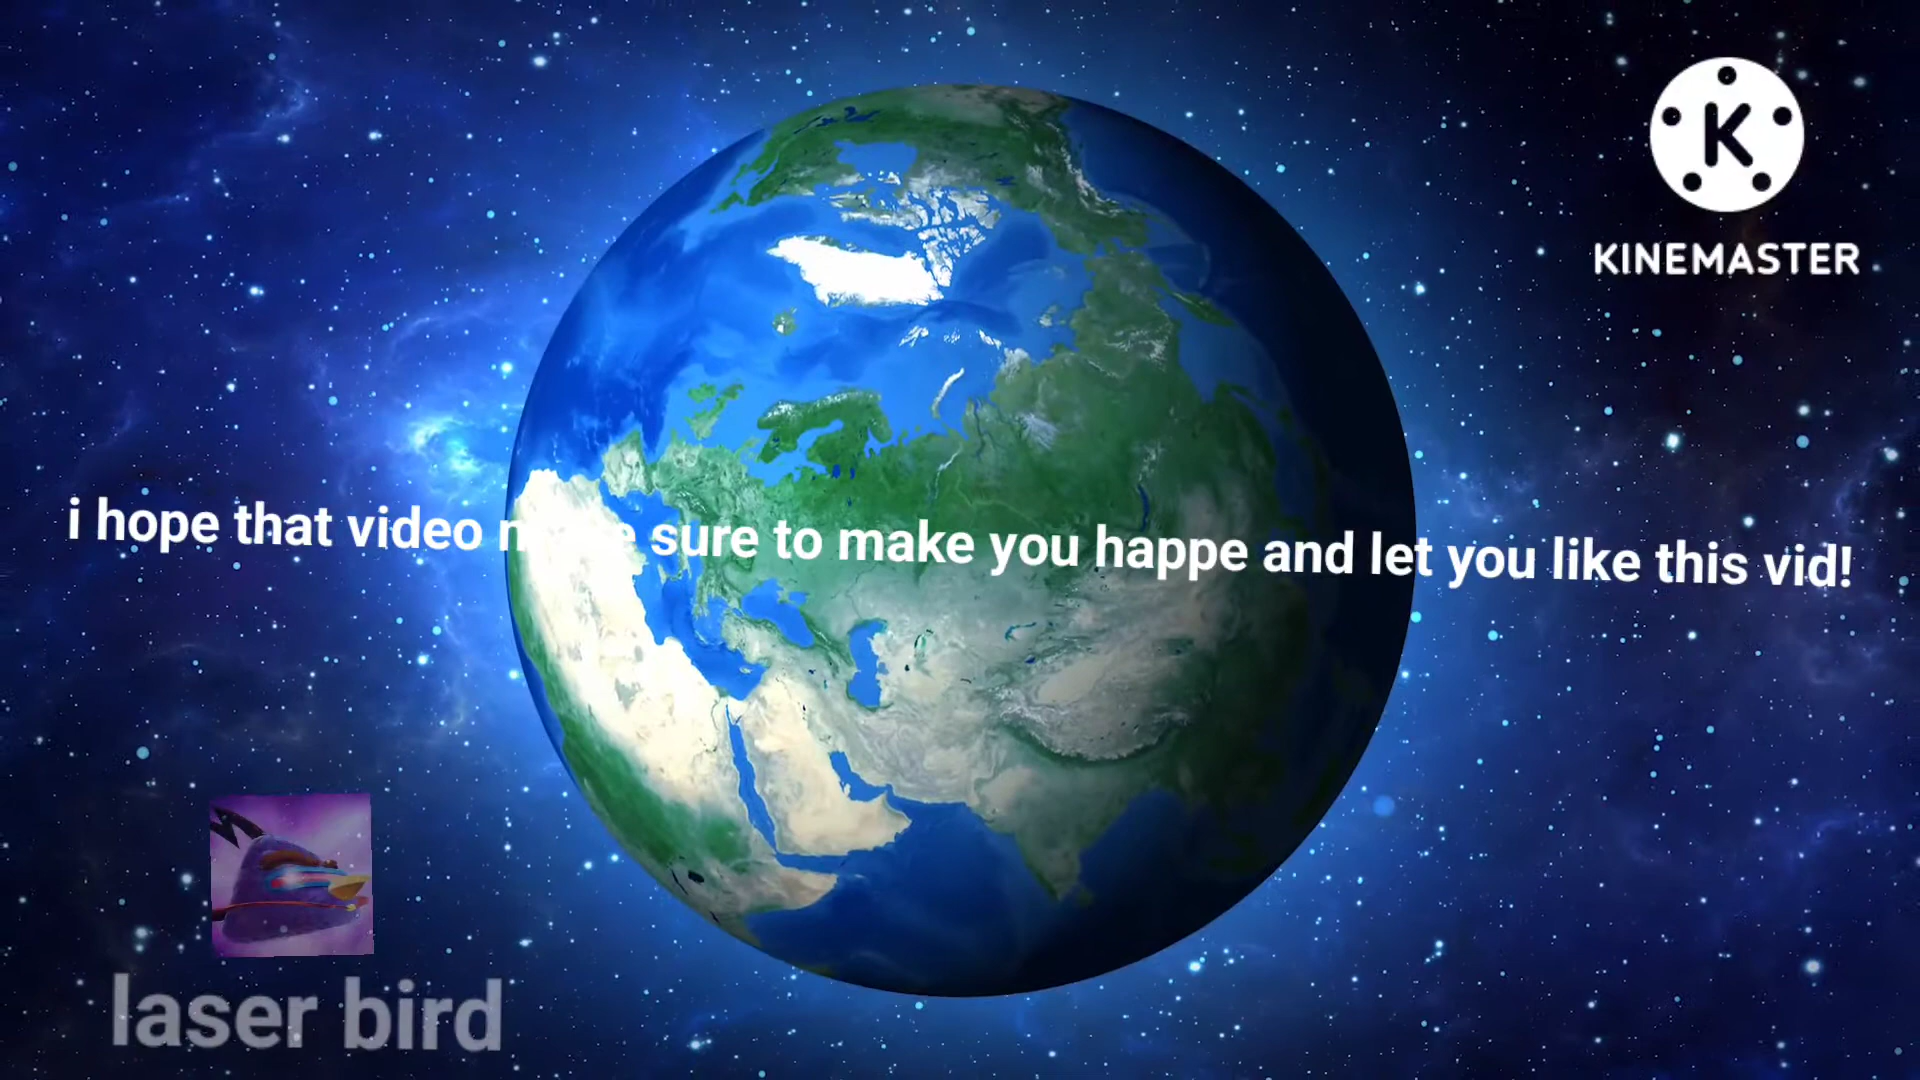 K
KINEMASTER
i hope that video sure to make you happe and let you like this vid!
laser bird